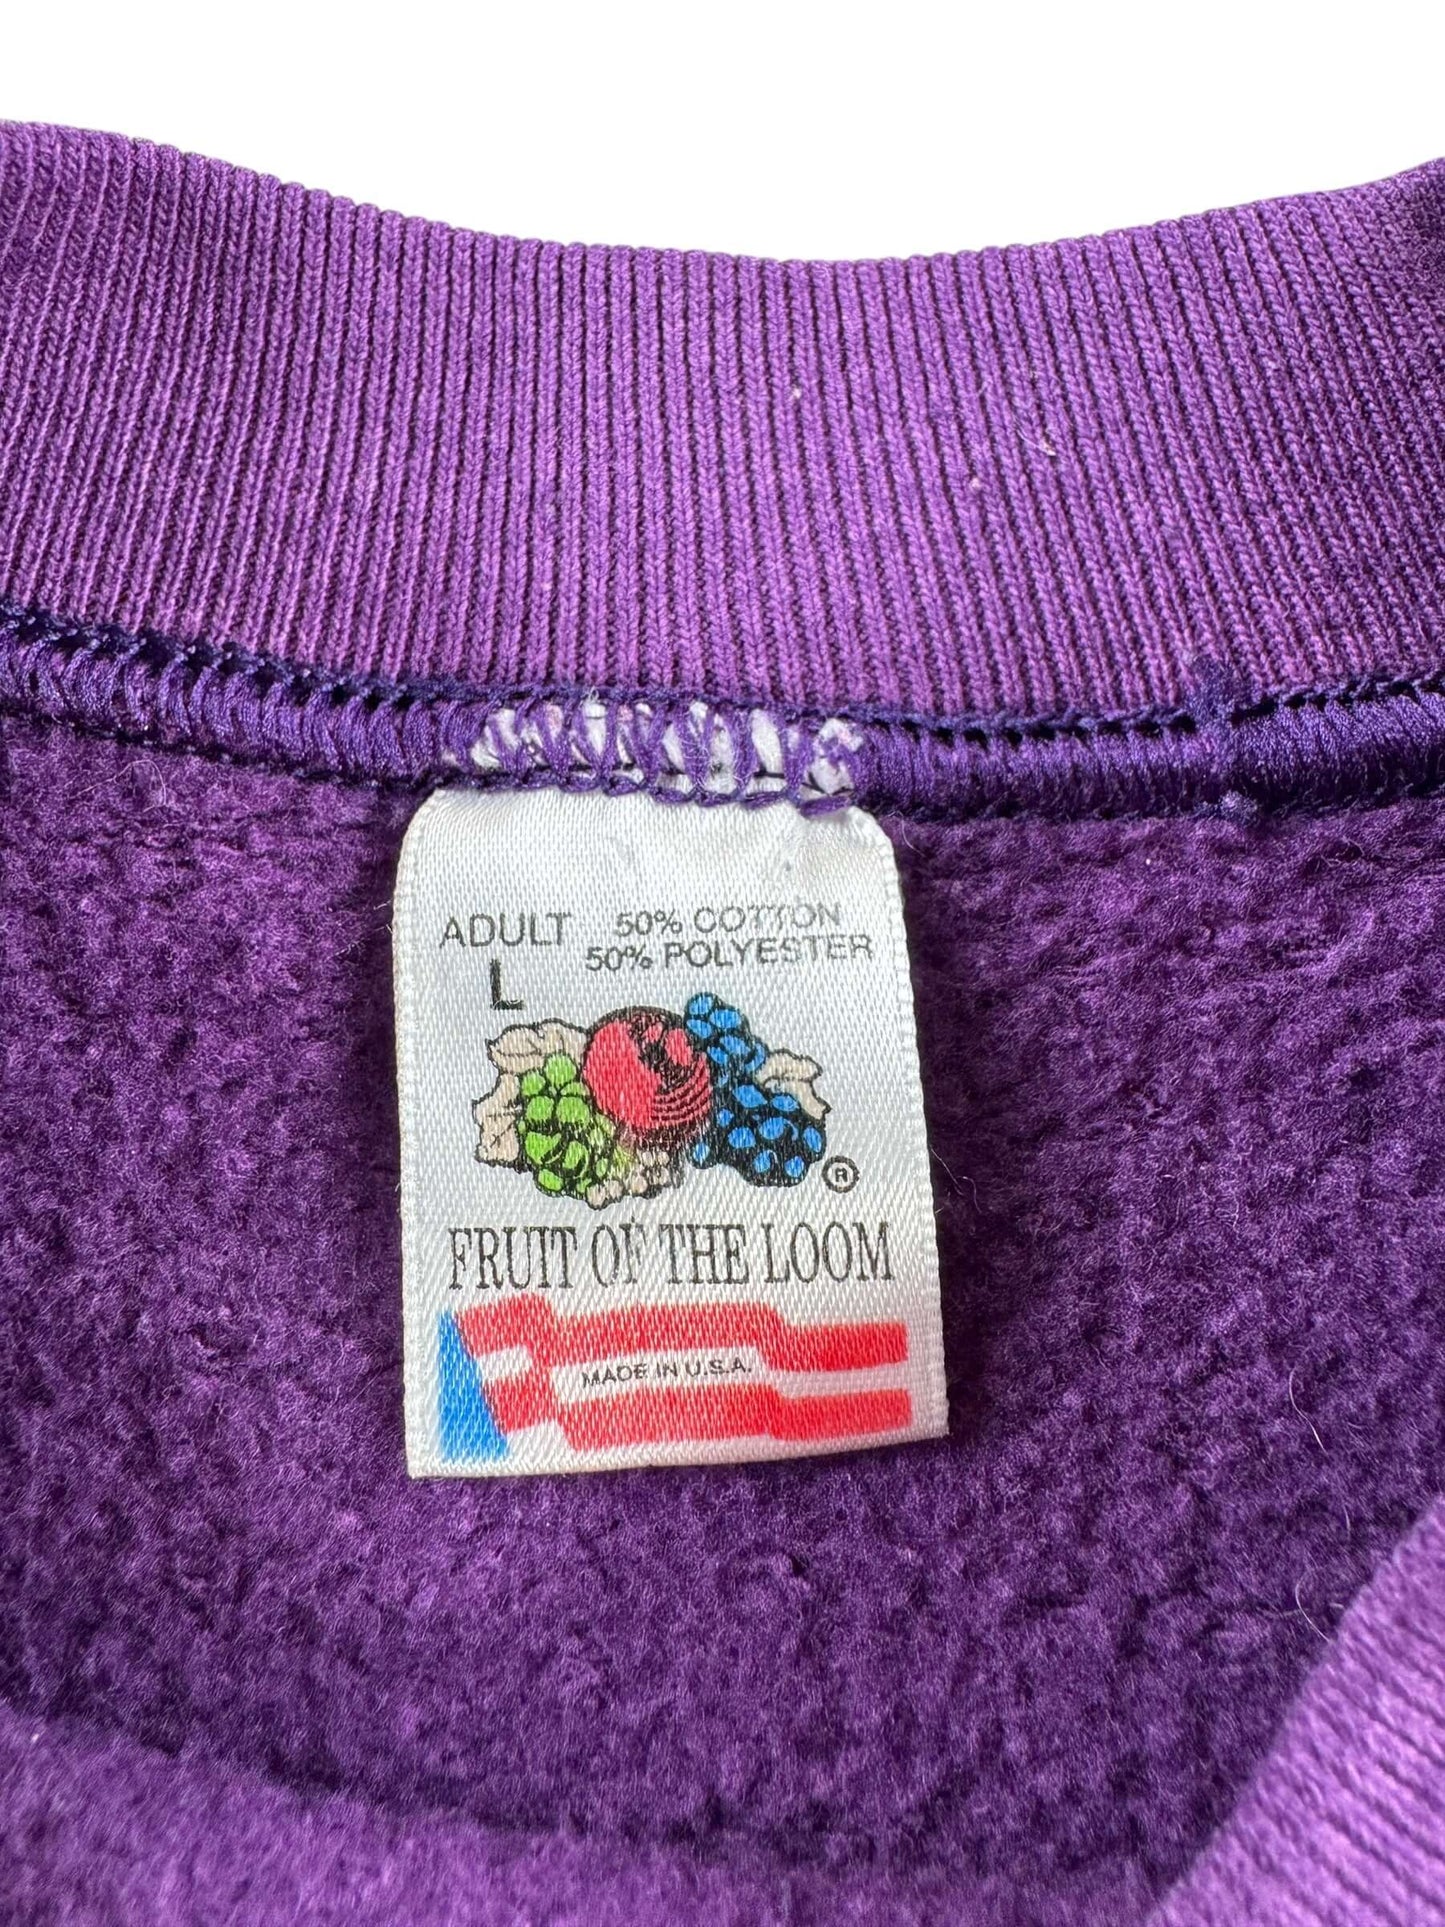 ADULT 50% COTTON
50% POLYESTER
L
®
FRUIT OF THE LOOM
MADE IN U.S.A.